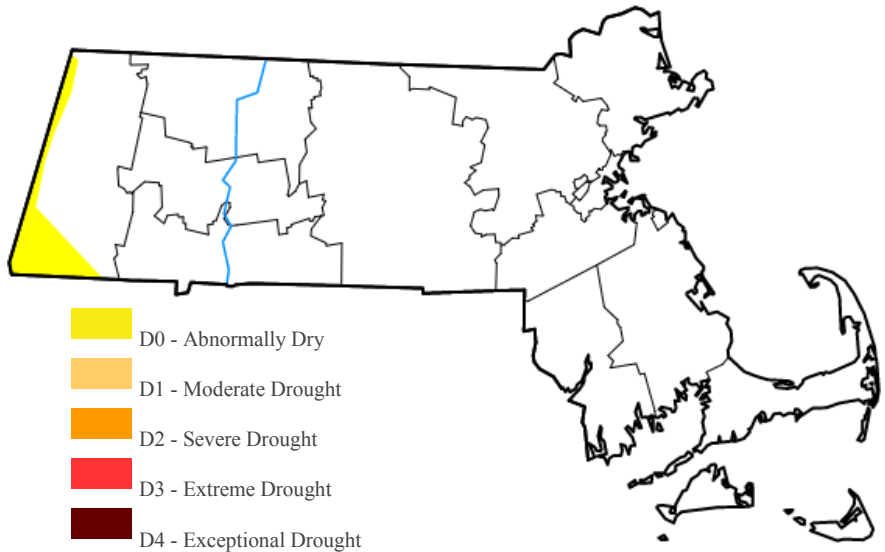 D0 - Abnormally Dry
D1 - Moderate Drought
D2 - Severe Drought
D3 - Extreme Drought
D4 - Exceptional Drought